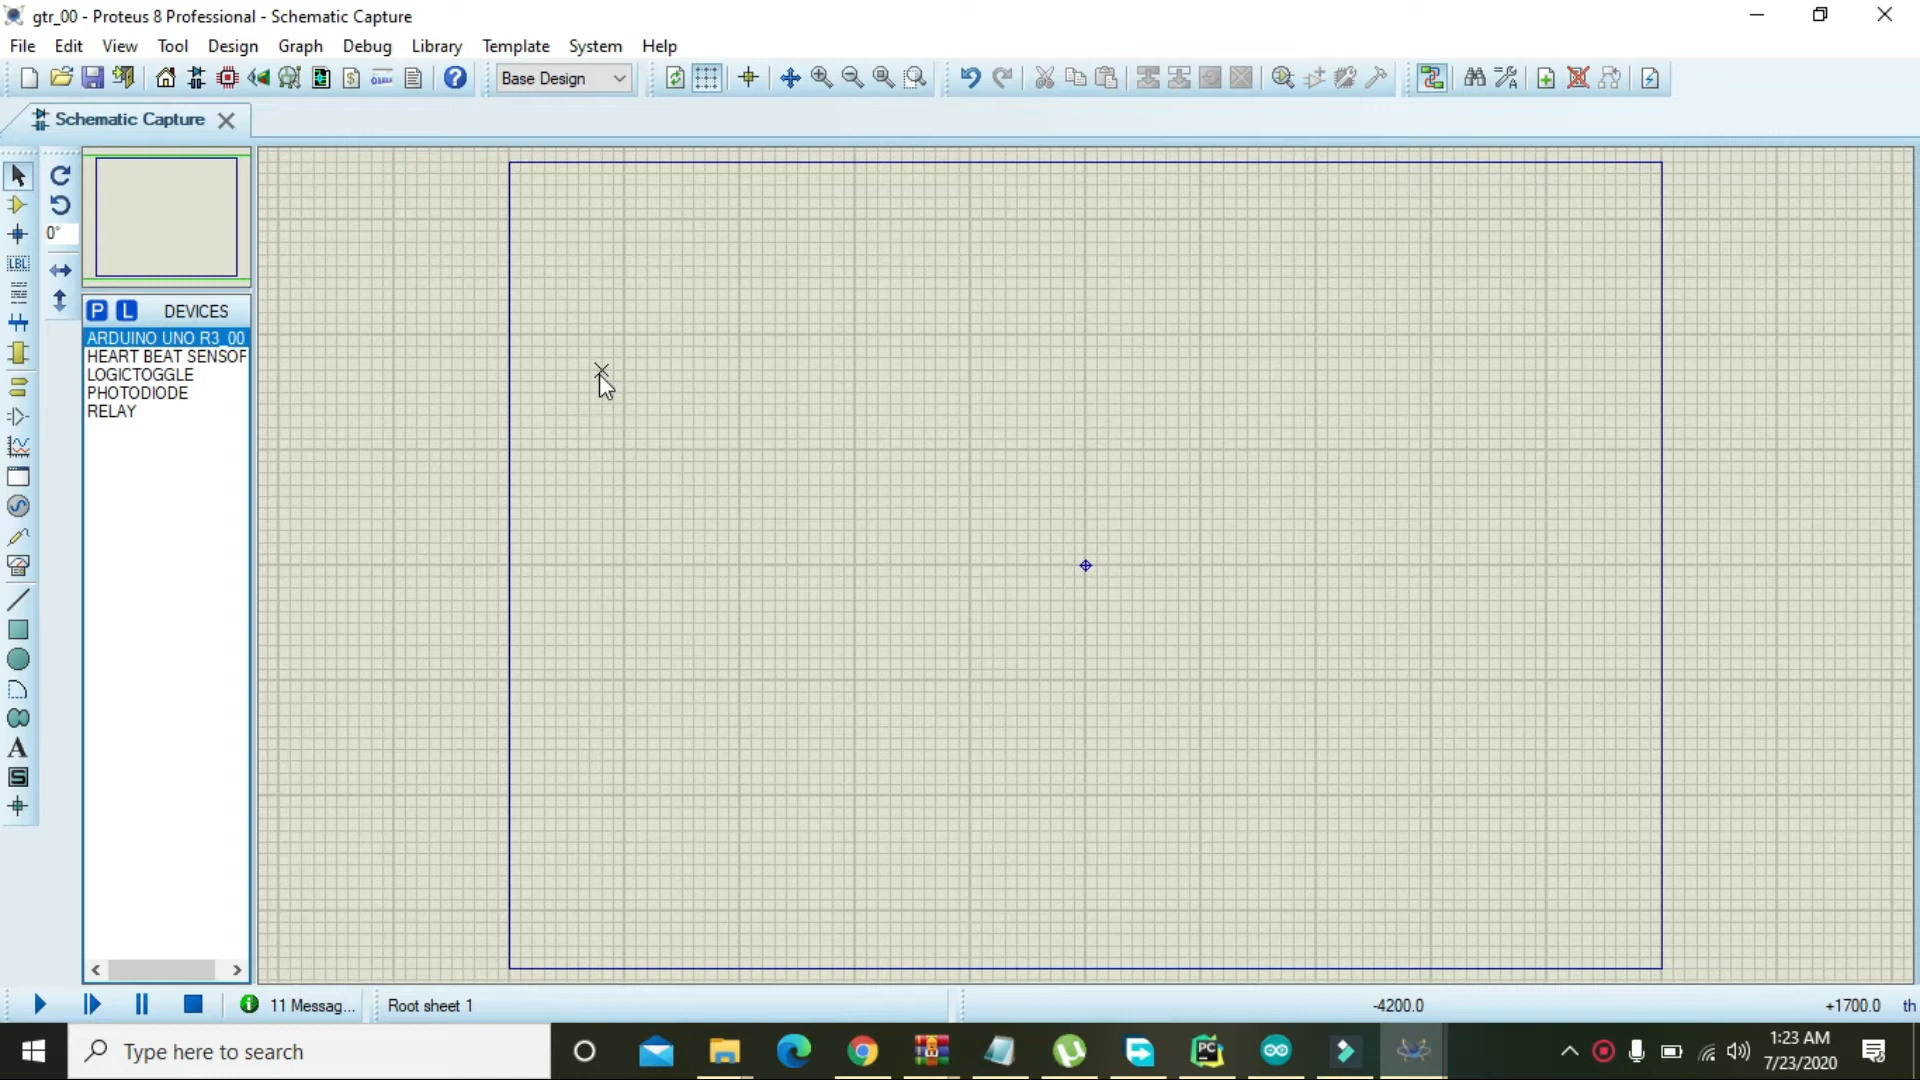 gtr_00 - Proteus 8 Professional - Schematic Capture
File Edit View Tool Design Graph Debug Library Template System Help
Base Design
Schematic Capture
LBL
0°
P L DEVICES
ARDUINO UNO R3_00
HEART BEAT SENSOF
LOGICTOGGLE
PHOTODIODE
RELAY
A
S
11 Messag... Root sheet 1 -4200.0 +1700.0 th
Type here to search
PC
1:23 AM
7/23/2020